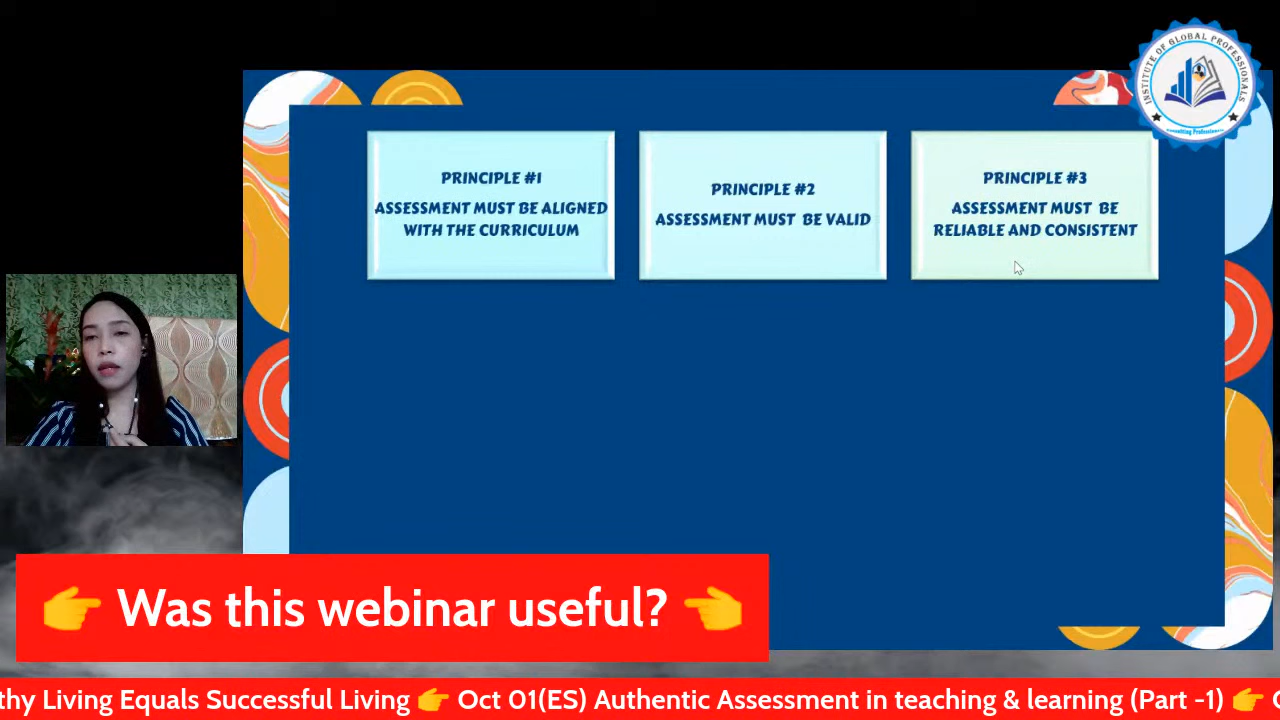 INSTITUTE OF GLOBAL PROFESSIONALS
PRINCIPLE #1
ASSESSMENT MUST BE ALIGNED
WITH THE CURRICULUM
PRINCIPLE #2
ASSESSMENT MUST BE VALID
PRINCIPLE #3
ASSESSMENT MUST BE
RELIABLE AND CONSISTENT
👉 Was this webinar useful? 👈
thy Living Equals Successful Living 👉 Oct 01(ES) Authentic Assessment in teaching & learning (Part -1) 👉